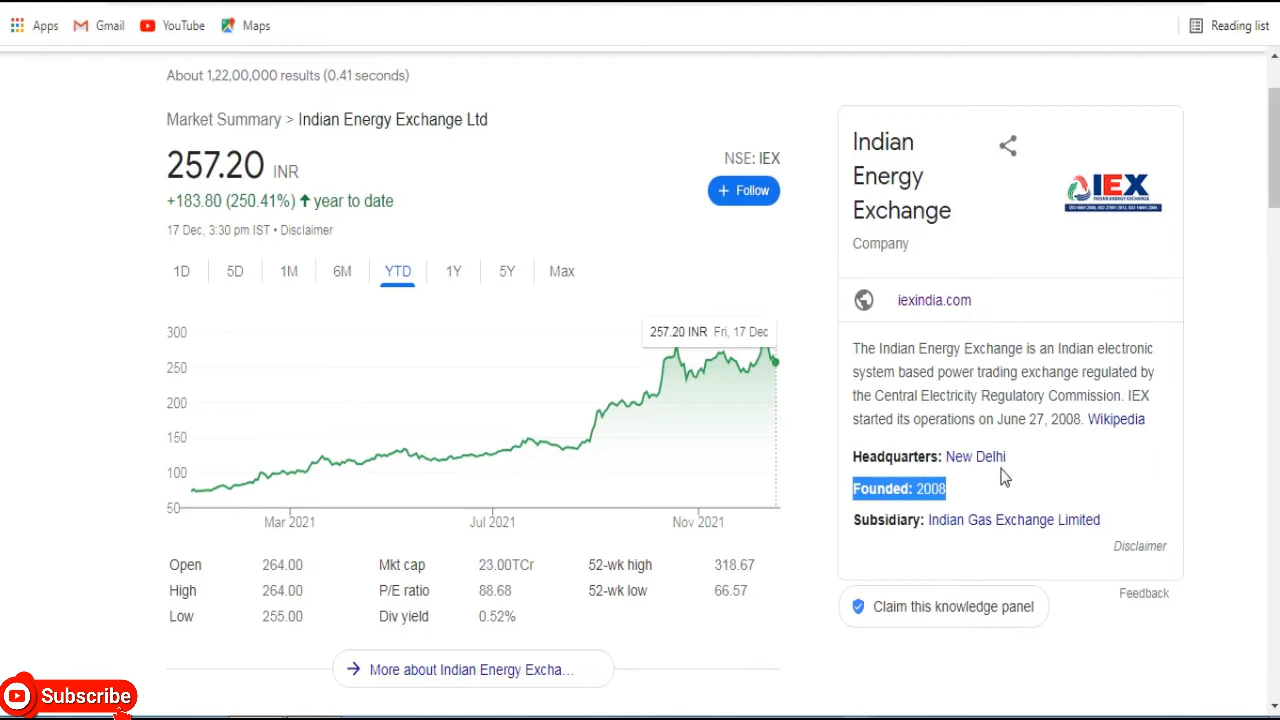 Apps Gmail YouTube Maps Reading list
About 1,22,00,000 results (0.41 seconds)
Market Summary > Indian Energy Exchange Ltd
257.20 INR
+183.80 (250.41%) ↑ year to date
17 Dec, 3:30 pm IST • Disclaimer
NSE: IEX
+ Follow
1D 5D 1M 6M YTD 1Y 5Y Max
257.20 INR Fri, 17 Dec
300
250
200
150
100
50
Mar 2021 Jul 2021 Nov 2021
Open 264.00 Mkt cap 23.00TCr 52-wk high 318.67
High 264.00 P/E ratio 88.68 52-wk low 66.57
Low 255.00 Div yield 0.52%
→ More about Indian Energy Excha...
Indian
Energy
Exchange
Company
IEX
INDIAN ENERGY EXCHANGE
iexindia.com
The Indian Energy Exchange is an Indian electronic
system based power trading exchange regulated by
the Central Electricity Regulatory Commission. IEX
started its operations on June 27, 2008. Wikipedia
Headquarters: New Delhi
Founded: 2008
Subsidiary: Indian Gas Exchange Limited
Disclaimer
Claim this knowledge panel
Feedback
Subscribe